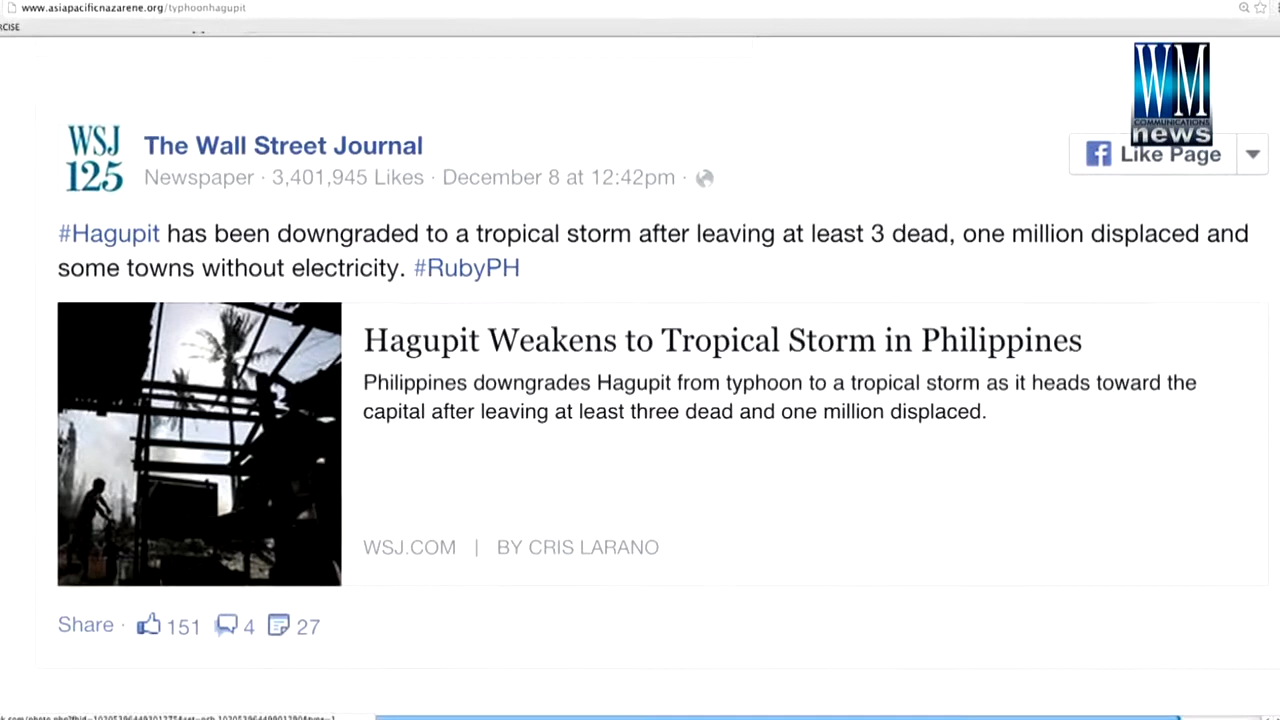 www.asiapacificnazarene.org/typhoonhagupit
RCISE
WM
COMMUNICATIONS
news
WSJ
125
The Wall Street Journal
Newspaper · 3,401,945 Likes · December 8 at 12:42pm ·
Like Page
#Hagupit has been downgraded to a tropical storm after leaving at least 3 dead, one million displaced and
some towns without electricity. #RubyPH
Hagupit Weakens to Tropical Storm in Philippines
Philippines downgrades Hagupit from typhoon to a tropical storm as it heads toward the
capital after leaving at least three dead and one million displaced.
WSJ.COM | BY CRIS LARANO
Share · 151 4 27